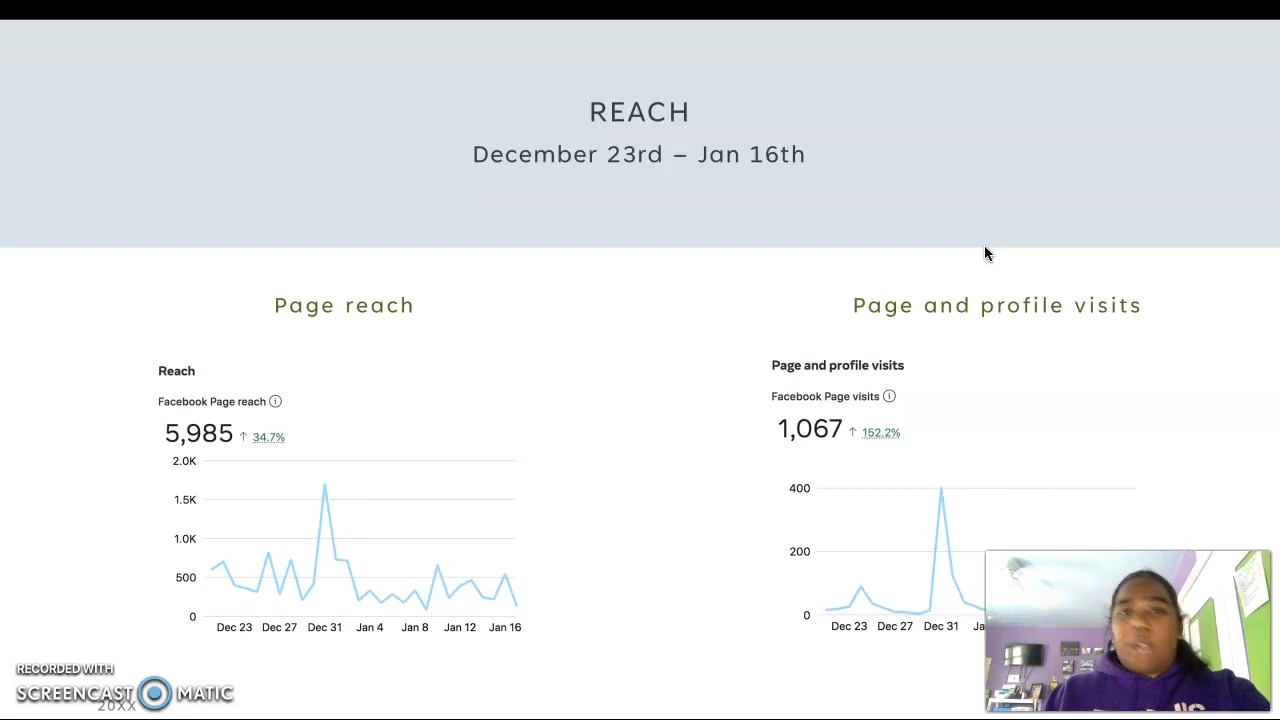 REACH
December 23rd – Jan 16th
Page reach
Reach
Facebook Page reach
5,985 ↑ 34.7%
2.0K
1.5K
1.0K
500
0
Dec 23 Dec 27 Dec 31 Jan 4 Jan 8 Jan 12 Jan 16
Page and profile visits
Page and profile visits
Facebook Page visits
1,067 ↑ 152.2%
400
200
0
Dec 23 Dec 27 Dec 31
RECORDED WITH
SCREENCAST MATIC
20XX